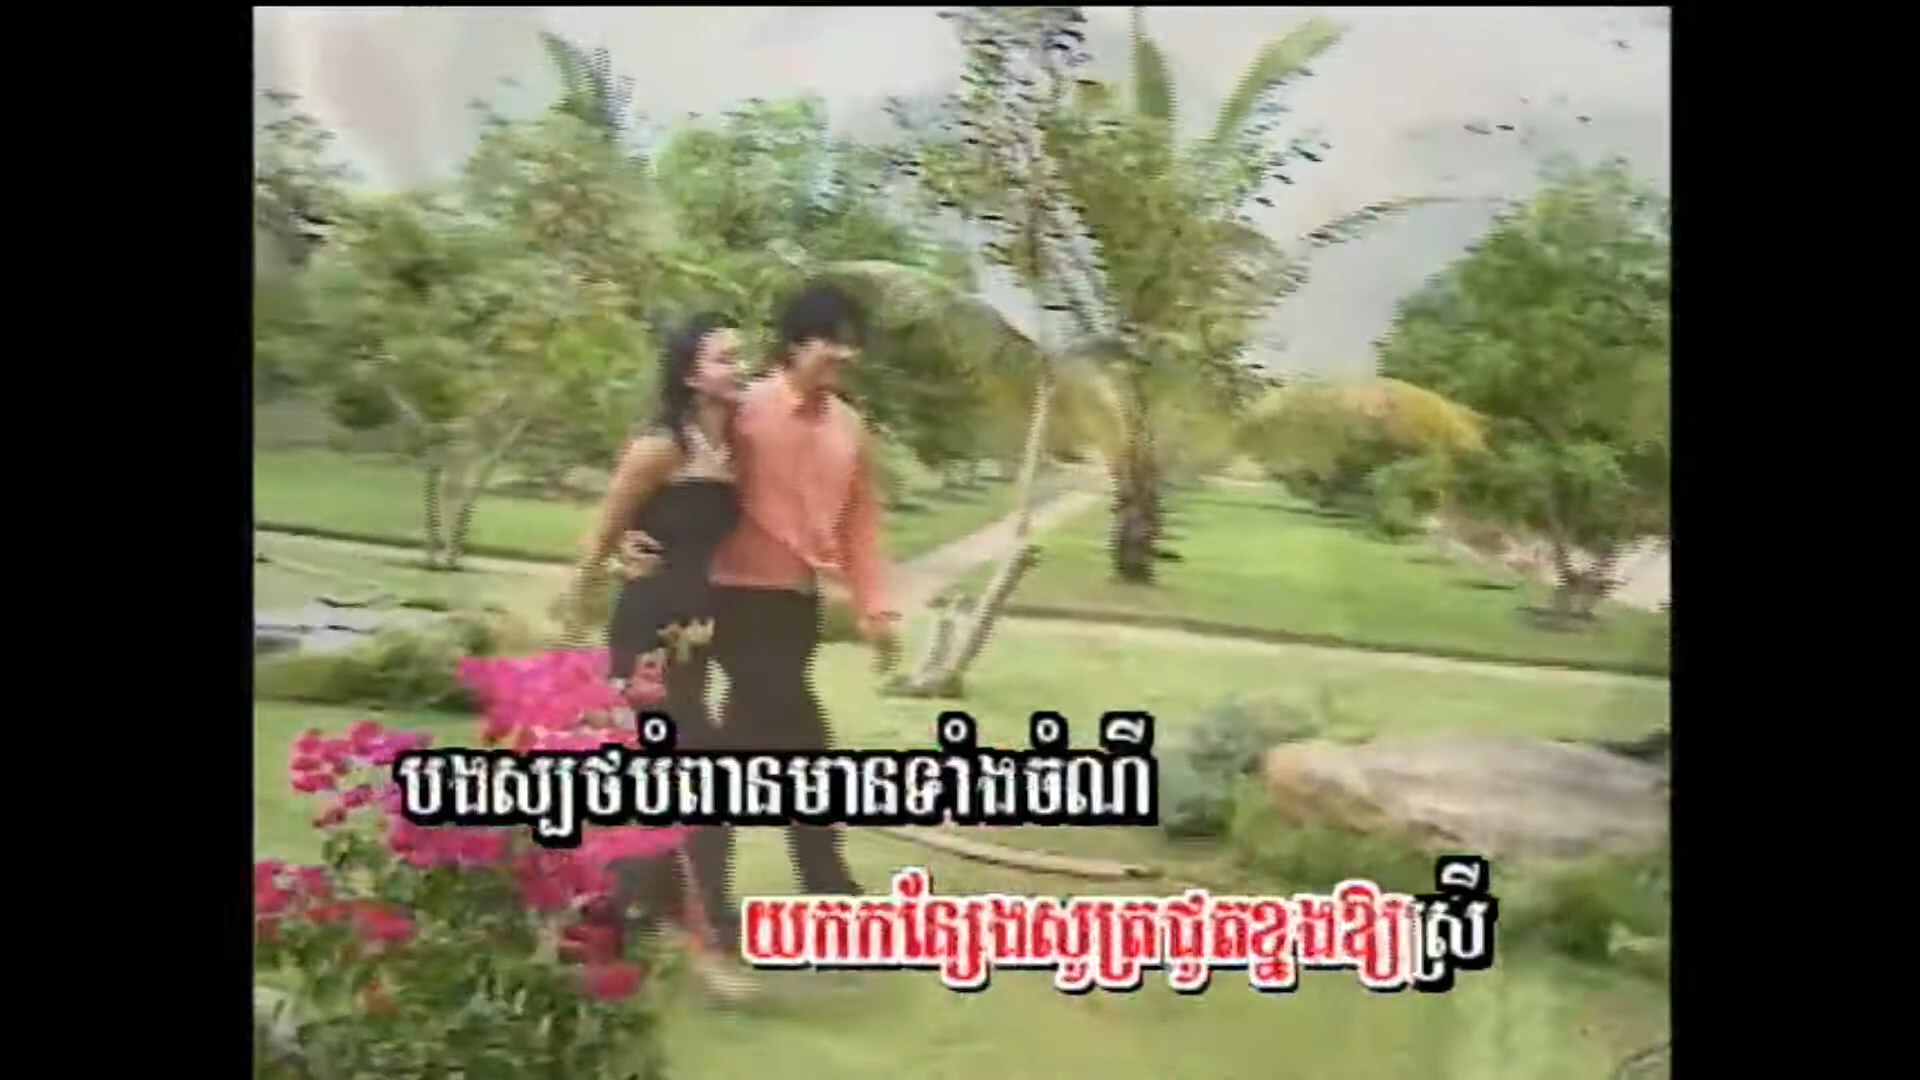 បងស្បថបំពានមានទាំងចំណី
យកកន្សែងសូត្រជូតខ្នងឱ្យស្រី